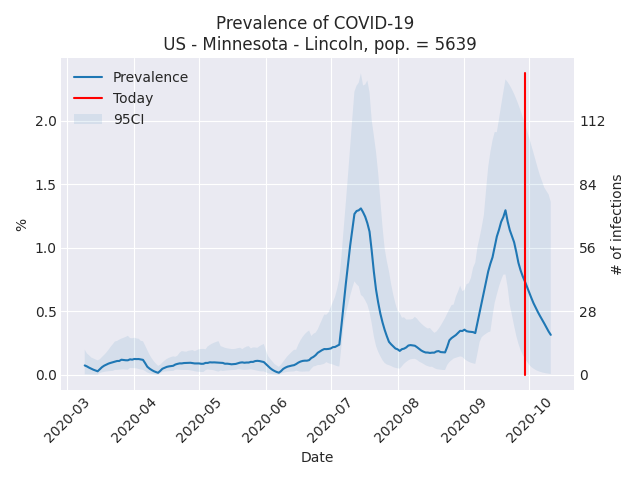 Prevalence of COVID-19
US - Minnesota - Lincoln, pop. = 5639
Prevalence
Today
95CI
2.0
1.5
1.0
0.5
0.0
%
112
84
56
28
0
# of infections
2020-03
2020-04
2020-05
2020-06
2020-07
2020-08
2020-09
2020-10
Date